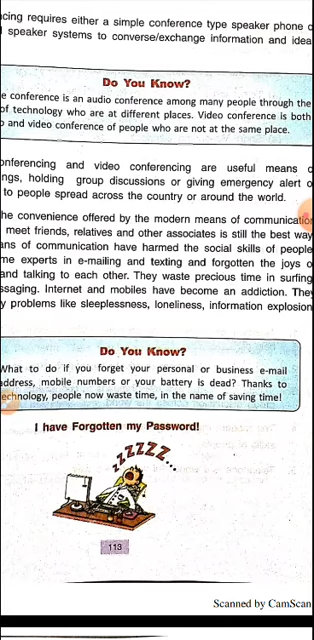 cing requires either a simple conference type speaker phone
speaker systems to converse/exchange information and idea
Do You Know?
e conference is an audio conference among many people through the
of technology who are at different places. Video conference is both
and video conference of people who are not at the same place.
onferencing and video conferencing are useful means
ngs, holding group discussions or giving emergency alert
to people spread across the country or around the world.
he convenience offered by the modern means of communication
meet friends, relatives and other associates is still the best way
ans of communication have harmed the social skills of people
me experts in e-mailing and texting and forgotten the joys o
and talking to each other. They waste precious time in surfing
ssaging. Internet and mobiles have become an addiction. They
y problems like sleeplessness, loneliness, information explosion
Do You Know?
What to do if you forget your personal or business e-mail
address, mobile numbers or your battery is dead? Thanks to
technology, people now waste time, in the name of saving time!
I have Forgotten my Password!
zzZZZ...
113
Scanned by CamScan